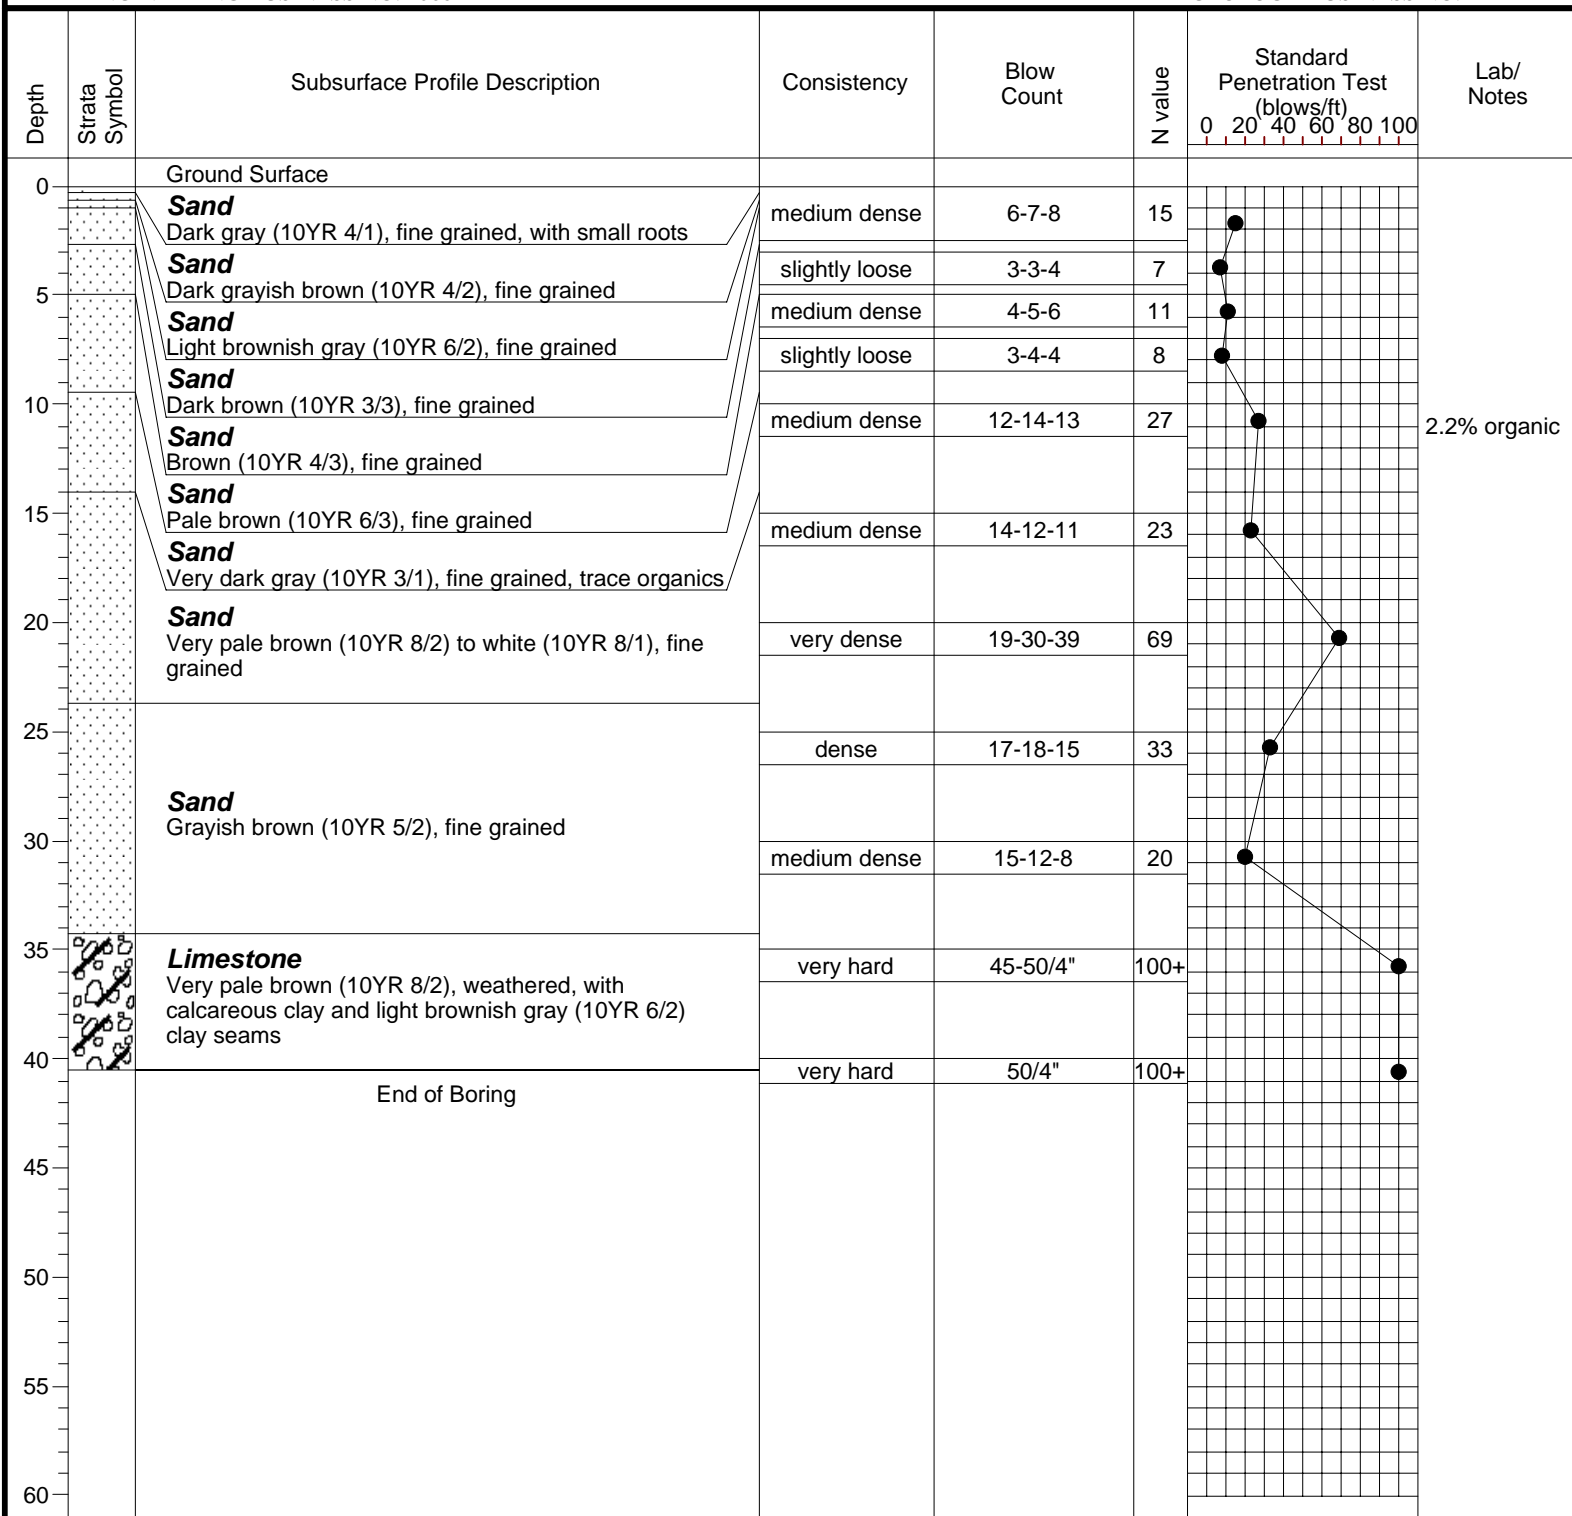 Depth
Strata
Symbol
Subsurface Profile Description
Consistency
Blow
Count
N value
Standard
Penetration Test
(blows/ft)
0 20 40 60 80 100
Lab/
Notes
Ground Surface
0
Sand
Dark gray (10YR 4/1), fine grained, with small roots
medium dense 6-7-8 15
Sand
Dark grayish brown (10YR 4/2), fine grained
slightly loose 3-3-4 7
5
Sand
Light brownish gray (10YR 6/2), fine grained
medium dense 4-5-6 11
slightly loose 3-4-4 8
Sand
Dark brown (10YR 3/3), fine grained
10
medium dense 12-14-13 27
2.2% organic
Sand
Brown (10YR 4/3), fine grained
Sand
Pale brown (10YR 6/3), fine grained
15
medium dense 14-12-11 23
Sand
Very dark gray (10YR 3/1), fine grained, trace organics
Sand
Very pale brown (10YR 8/2) to white (10YR 8/1), fine
grained
20
very dense 19-30-39 69
25
dense 17-18-15 33
Sand
Grayish brown (10YR 5/2), fine grained
30
medium dense 15-12-8 20
35
Limestone
Very pale brown (10YR 8/2), weathered, with
calcareous clay and light brownish gray (10YR 6/2)
clay seams
very hard 45-50/4" 100+
40
very hard 50/4" 100+
End of Boring
45
50
55
60